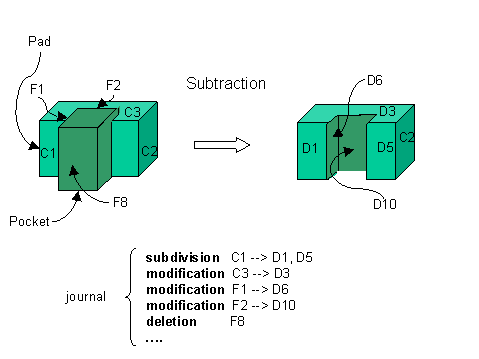 Pad
F2
F1
C3
Subtraction
D6
D3
C1
C2
D1
D5
C2
F8
D10
Pocket
journal
subdivision C1 --> D1, D5
modification C3 --> D3
modification F1 --> D6
modification F2 --> D10
deletion F8
....